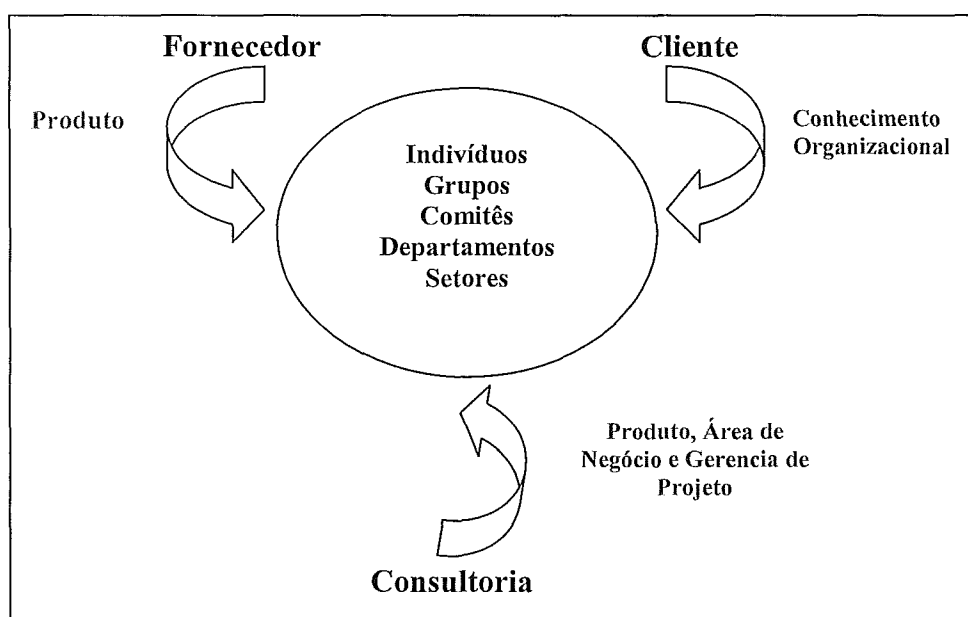 Fornecedor
Cliente
Produto
Conhecimento
Organizacional
Indivíduos
Grupos
Comitês
Departamentos
Setores
Produto, Área de
Negócio e Gerencia de
Projeto
Consultoria